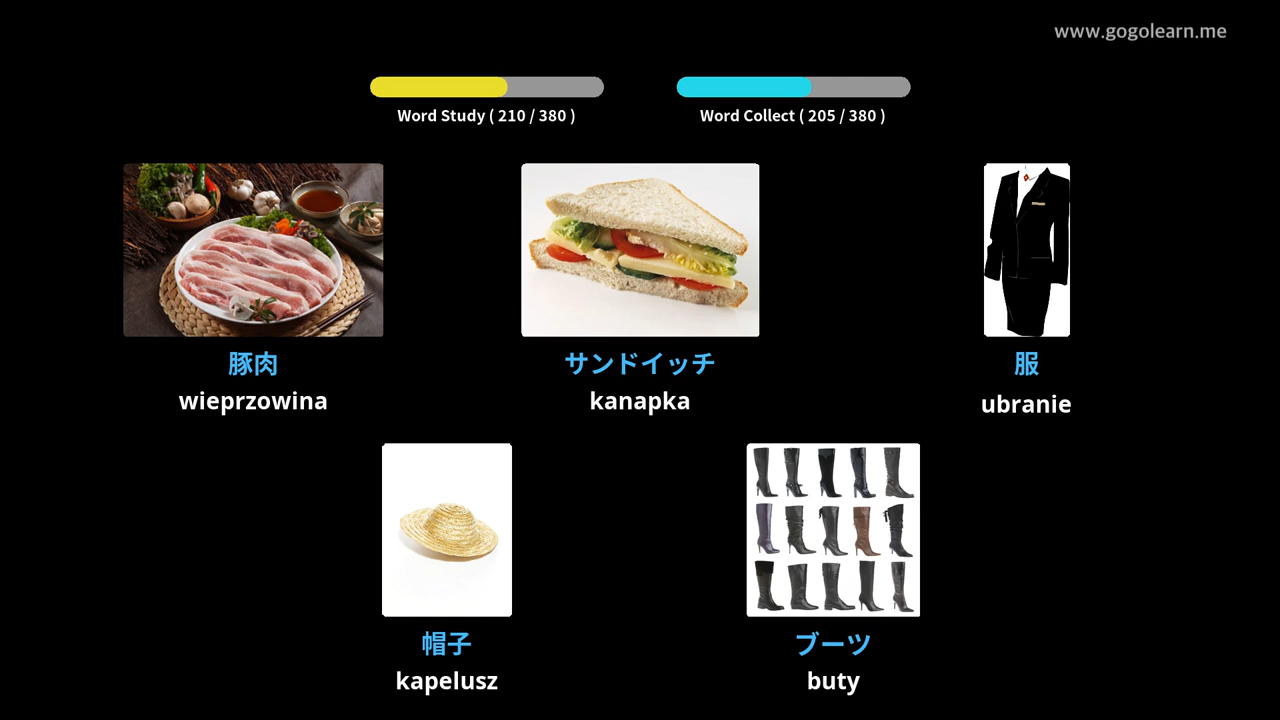 www.gogolearn.me
Word Study ( 210 / 380 )
Word Collect ( 205 / 380 )
豚肉
サンドイッチ
服
wieprzowina
kanapka
ubranie
帽子
ブーツ
kapelusz
buty